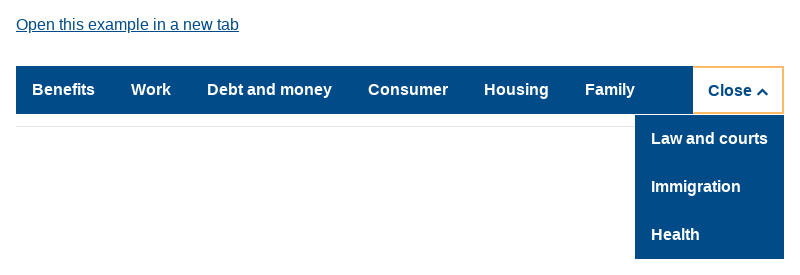 Open this example in a new tab
Benefits Work Debt and money Consumer Housing Family Close
Law and courts
Immigration
Health